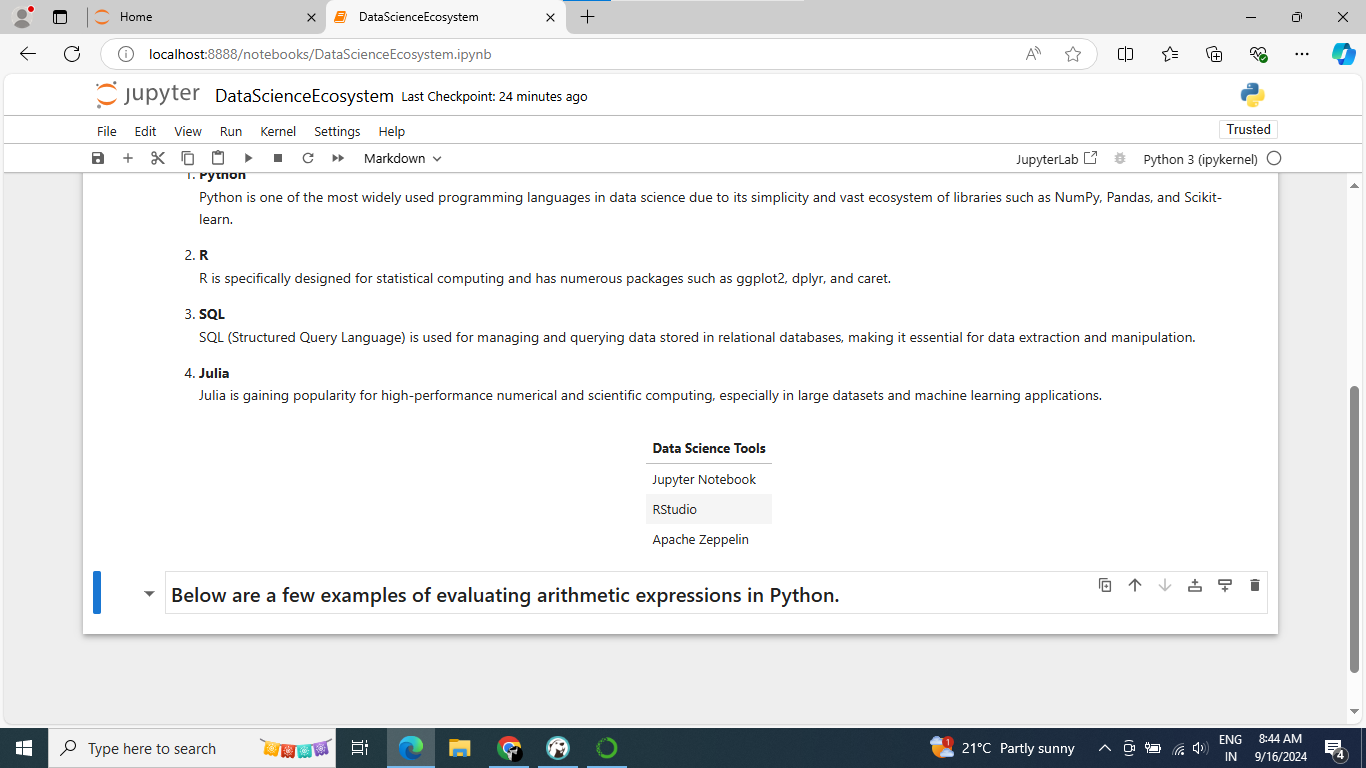 Home
DataScienceEcosystem
localhost:8888/notebooks/DataScienceEcosystem.ipynb
jupyter DataScienceEcosystem Last Checkpoint: 24 minutes ago
File Edit View Run Kernel Settings Help
Trusted
Markdown
JupyterLab
Python 3 (ipykernel)
1. Python
Python is one of the most widely used programming languages in data science due to its simplicity and vast ecosystem of libraries such as NumPy, Pandas, and Scikit-
learn.
2. R
R is specifically designed for statistical computing and has numerous packages such as ggplot2, dplyr, and caret.
3. SQL
SQL (Structured Query Language) is used for managing and querying data stored in relational databases, making it essential for data extraction and manipulation.
4. Julia
Julia is gaining popularity for high-performance numerical and scientific computing, especially in large datasets and machine learning applications.
Data Science Tools
Jupyter Notebook
RStudio
Apache Zeppelin
Below are a few examples of evaluating arithmetic expressions in Python.
Type here to search
1
21°C Partly sunny
ENG
IN
8:44 AM
9/16/2024
4